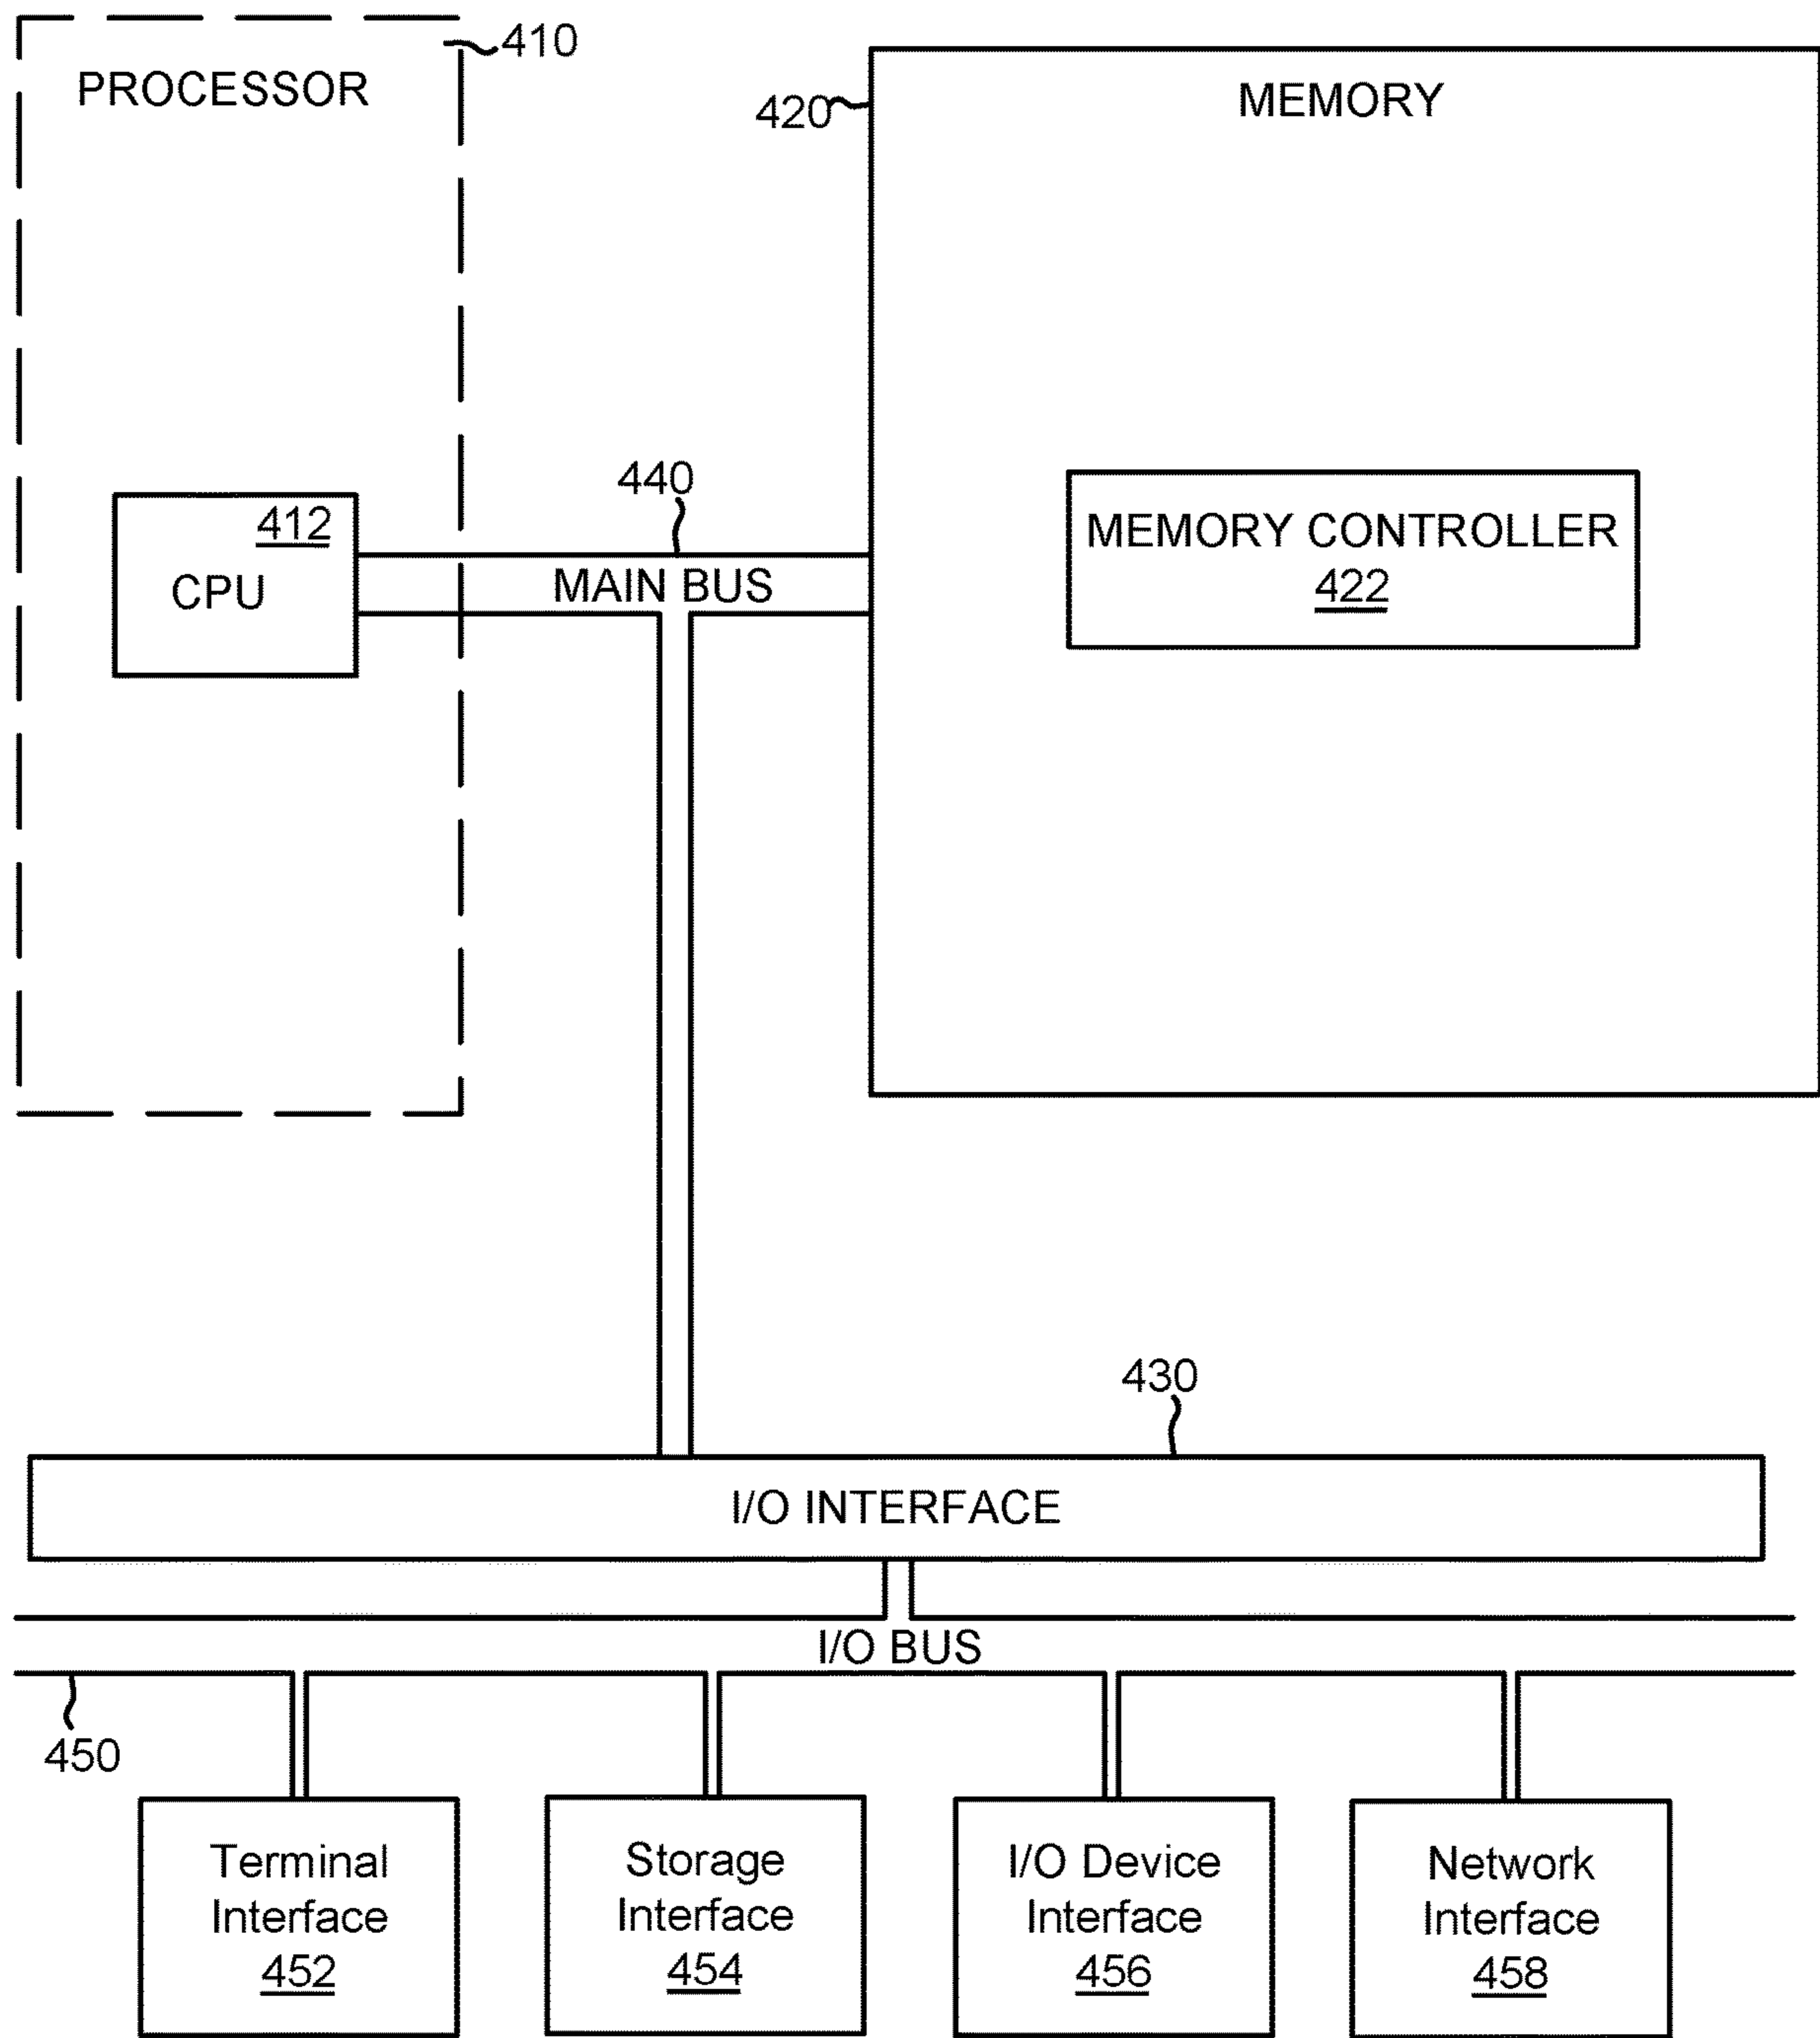 410
PROCESSOR
420
MEMORY
440
412
CPU
MAIN BUS
MEMORY CONTROLLER
422
430
I/O INTERFACE
I/O BUS
450
Terminal
Interface
452
Storage
Interface
454
I/O Device
Interface
456
Network
Interface
458